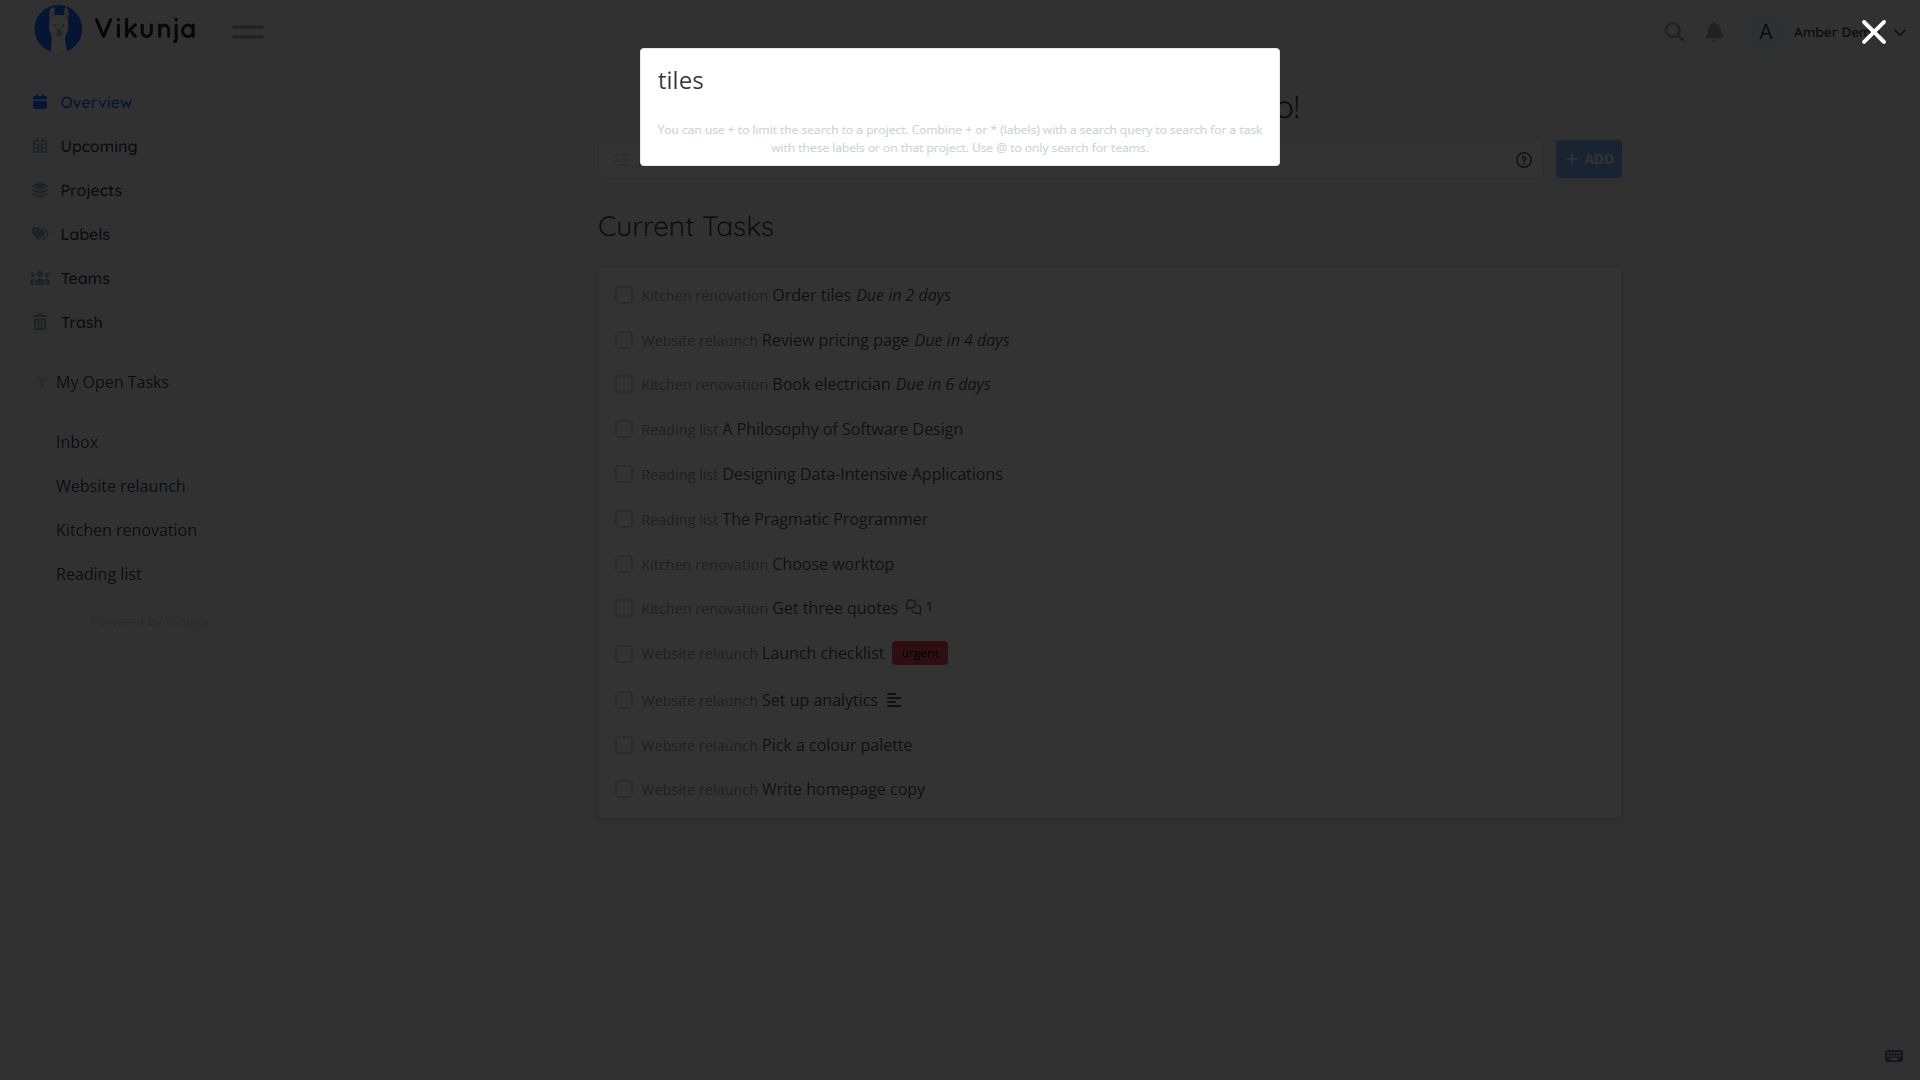 Vikunja
A
tiles
You can use + to limit the search to a project. Combine + or * (labels) with a search query to search for a task
with these labels or on that project. Use @ to only search for teams.
+ ADD
Overview
Upcoming
Projects
Labels
Teams
Trash
My Open Tasks
Inbox
Website relaunch
Kitchen renovation
Reading list
Powered by Vikunja
Current Tasks
Kitchen renovation Order tiles Due in 2 days
Website relaunch Review pricing page Due in 4 days
Kitchen renovation Book electrician Due in 6 days
Reading list A Philosophy of Software Design
Reading list Designing Data-Intensive Applications
Reading list The Pragmatic Programmer
Kitchen renovation Choose worktop
Kitchen renovation Get three quotes 1
Website relaunch Launch checklist urgent
Website relaunch Set up analytics
Website relaunch Pick a colour palette
Website relaunch Write homepage copy